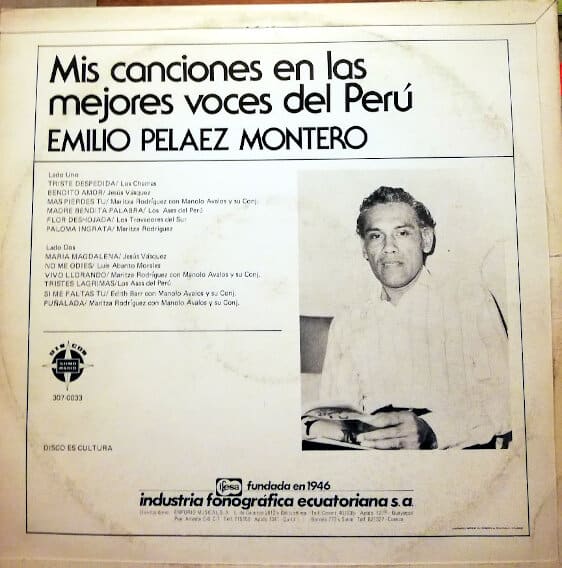 Mis canciones en las
mejores voces del Perú
EMILIO PELAEZ MONTERO
Lado Uno
TRISTE DESPEDIDA/ Los Chamas
BENDITO AMOR/ Jesús Vásquez
MAS PIERDES TU/ Maritza Rodríguez con Manolo Avalos y su Conj.
MADRE BENDITA PALABRA/ Los Ases del Perú
FLOR DESHOJADA/ Los Trovadores del Sur
PALOMA INGRATA/ Maritza Rodríguez
Lado Dos
MARIA MAGDALENA/ Jesús Vásquez
NO ME ODIES/ Luis Abanto Morales
VIVO LLORANDO/ Maritza Rodríguez con Manolo Avalos y su Conj.
TRISTES LAGRIMAS/ Los Ases del Perú
SI ME FALTAS TU/ Edith Barr con Manolo Avalos y su Conj.
PUÑALADA/ Maritza Rodríguez con Manolo Avalos y su Conj.
307-0033
DISCO ES CULTURA
ifesa fundada en 1946
industria fonográfica ecuatoriana s.a.
EMPORIO MUSICAL S.A.